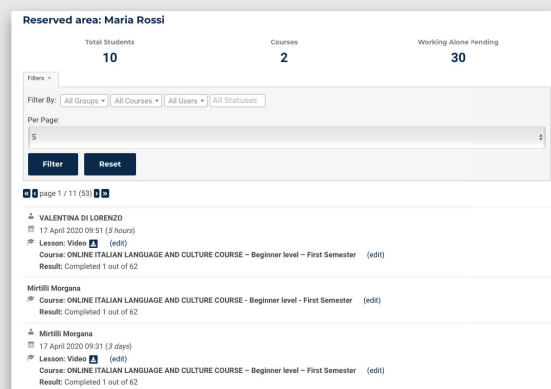 Reserved area: Maria Rossi
Total Students
Courses
Working Alone Pending
10
2
30
Filters
Filter By: All Groups All Courses All Users All Statuses
Per Page:
5
Filter
Reset
« ‹ page 1 / 11 (53) › »
VALENTINA DI LORENZO
17 April 2020 09:51 (5 hours)
Lesson: Video (edit)
Course: ONLINE ITALIAN LANGUAGE AND CULTURE COURSE – Beginner level – First Semester (edit)
Result: Completed 1 out of 62
Mirtilli Morgana
Course: ONLINE ITALIAN LANGUAGE AND CULTURE COURSE - Beginner level - First Semester (edit)
Result: Completed 1 out of 62
Mirtilli Morgana
17 April 2020 09:31 (3 days)
Lesson: Video (edit)
Course: ONLINE ITALIAN LANGUAGE AND CULTURE COURSE – Beginner level – First Semester (edit)
Result: Completed 1 out of 62